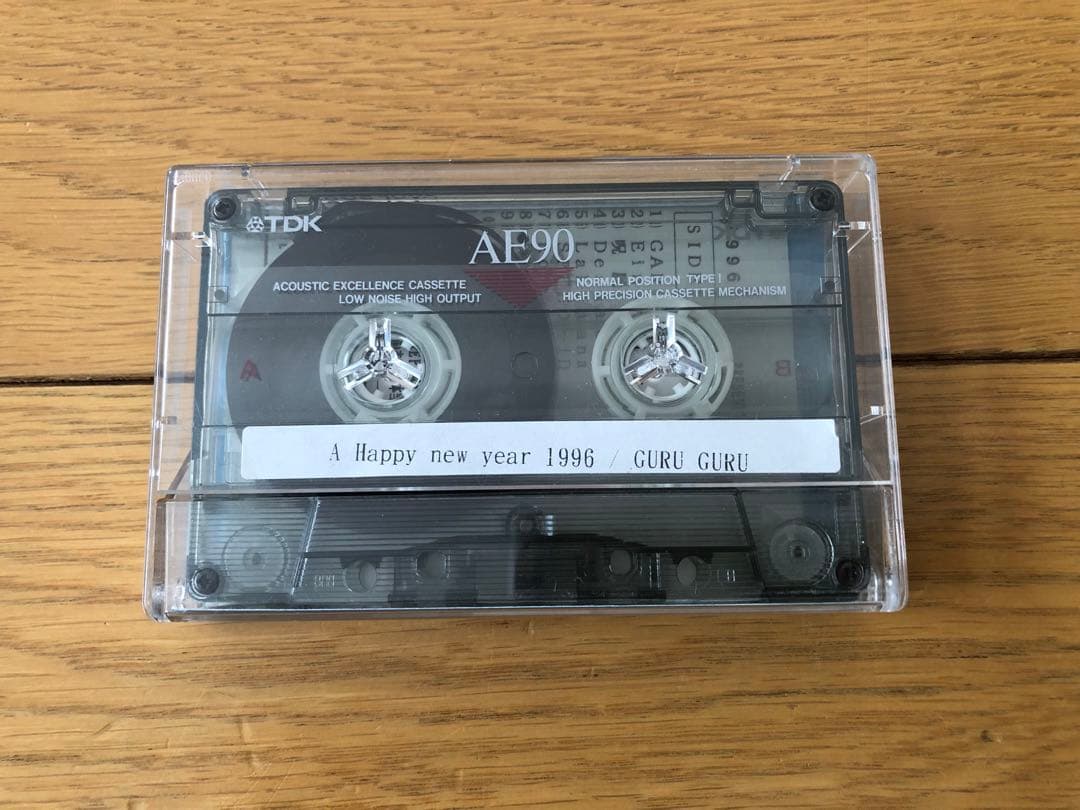 TDK
AE90
ACOUSTIC EXCELLENCE CASSETTE
LOW NOISE HIGH OUTPUT
NORMAL POSITION TYPE I
HIGH PRECISION CASSETTE MECHANISM
A
A Happy new year 1996 / GURU GURU